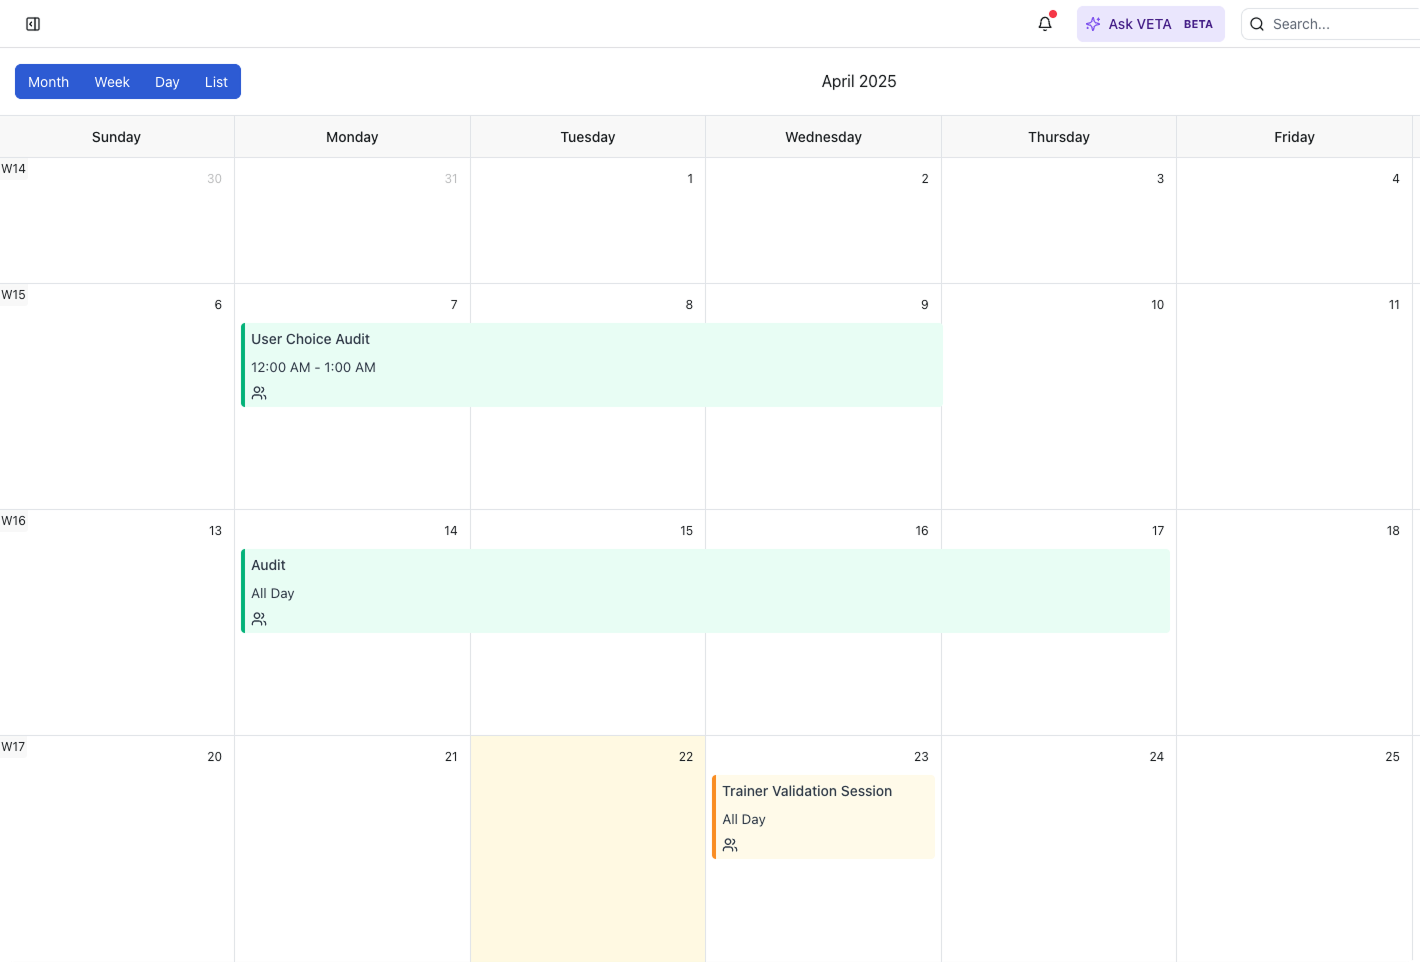 Ask VETA BETA
Search...
Month Week Day List
April 2025
Sunday Monday Tuesday Wednesday Thursday Friday
W14
30 31 1 2 3 4
W15
6 7 8 9 10 11
User Choice Audit
12:00 AM - 1:00 AM
W16
13 14 15 16 17 18
Audit
All Day
W17
20 21 22 23 24 25
Trainer Validation Session
All Day